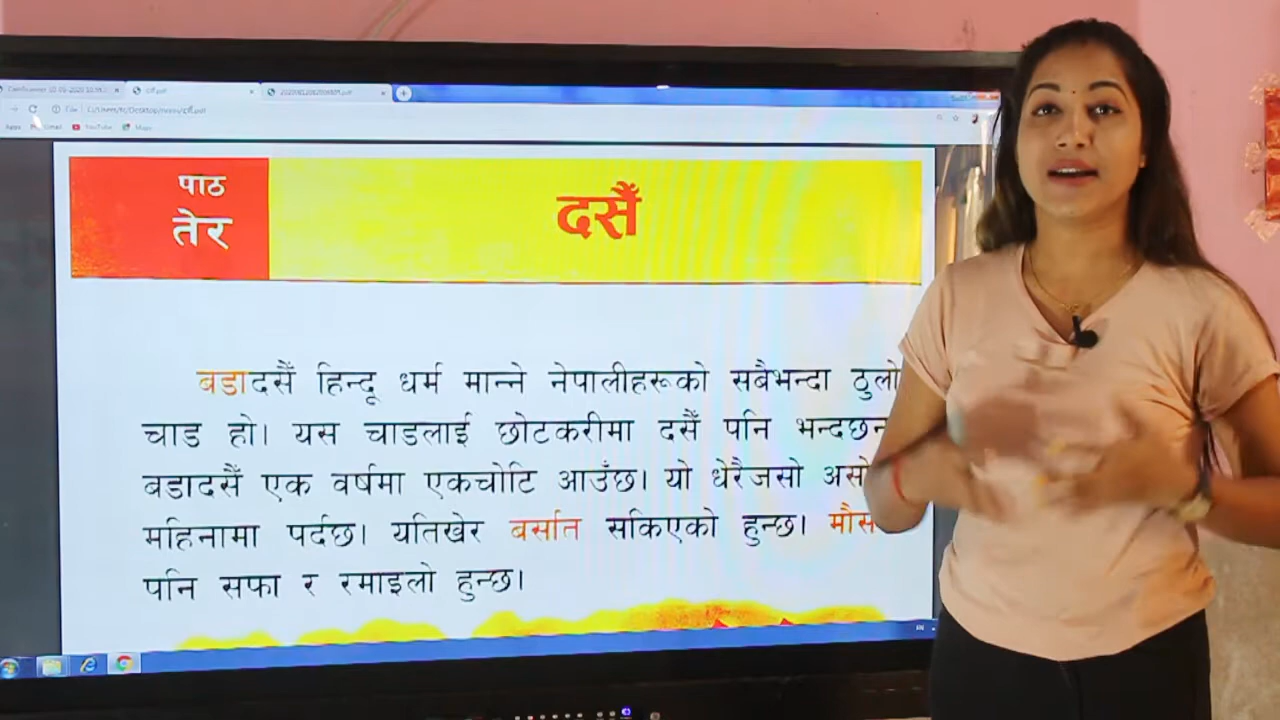 पाठ
तेर
दसैँ
बडादसैँ हिन्दू धर्म मान्ने नेपालीहरूको सबैभन्दा ठुलो
चाड हो। यस चाडलाई छोटकरीमा दसैँ पनि भन्दछन
बडादसैँ एक वर्षमा एकचोटि आउँछ। यो धेरैजसो
महिनामा पर्दछ। यतिखेर बर्सात सकिएको हुन्छ।
पनि सफा र रमाइलो हुन्छ।